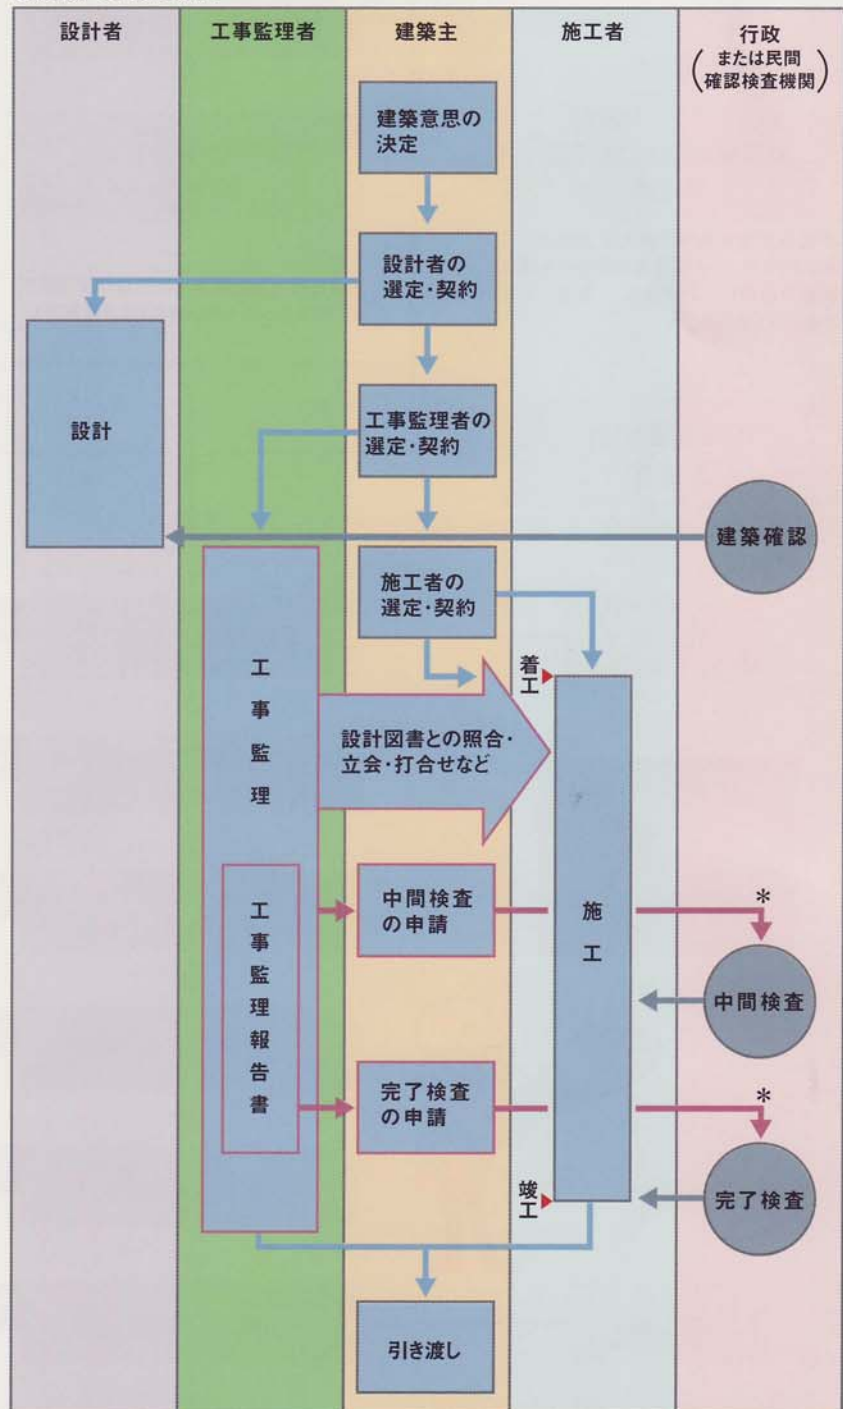 設計者
工事監理者
建築主
施工者
行政
(または民間
確認検査機関)
建築意思の
決定
設計者の
選定・契約
設計
工事監理者の
選定・契約
建築確認
施工者の
選定・契約
着工
工事監理
設計図書との照合・
立会・打合せなど
施工
工事監理報告書
中間検査
の申請
*
中間検査
完了検査
の申請
*
完了検査
竣工
引き渡し